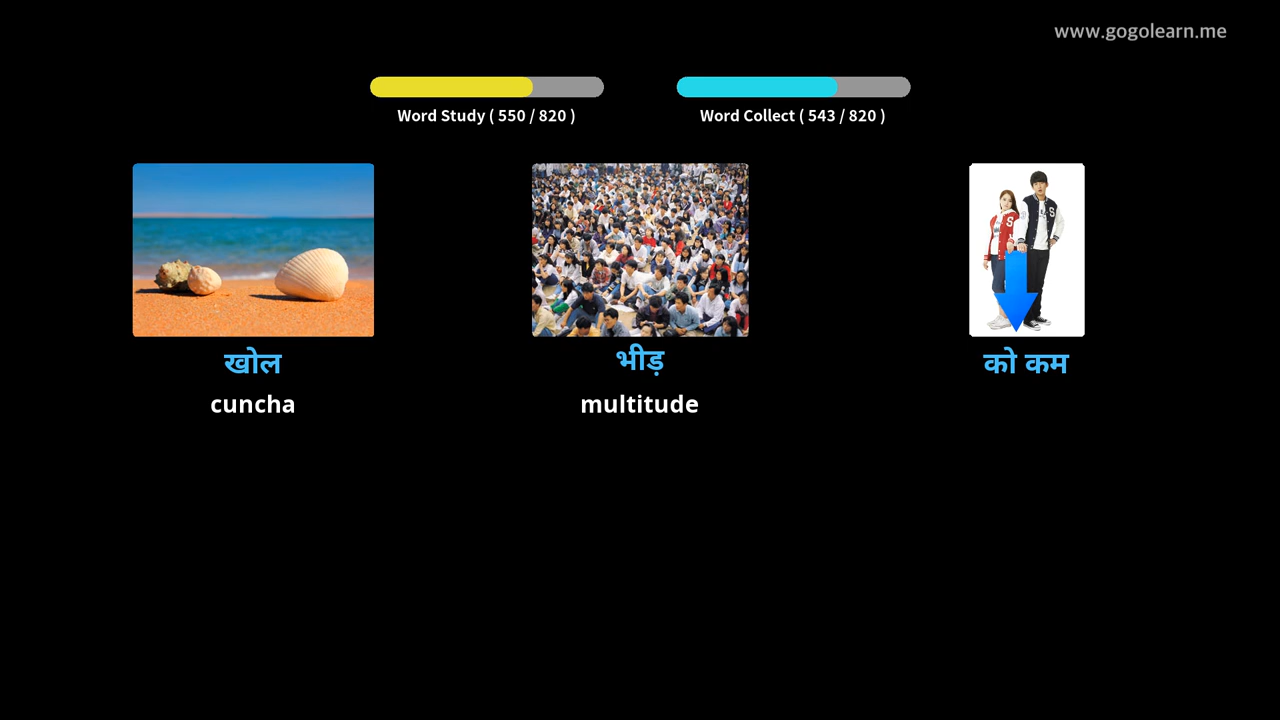 www.gogolearn.me
Word Study ( 550 / 820 )
Word Collect ( 543 / 820 )
खोल
भीड़
को कम
cuncha
multitude